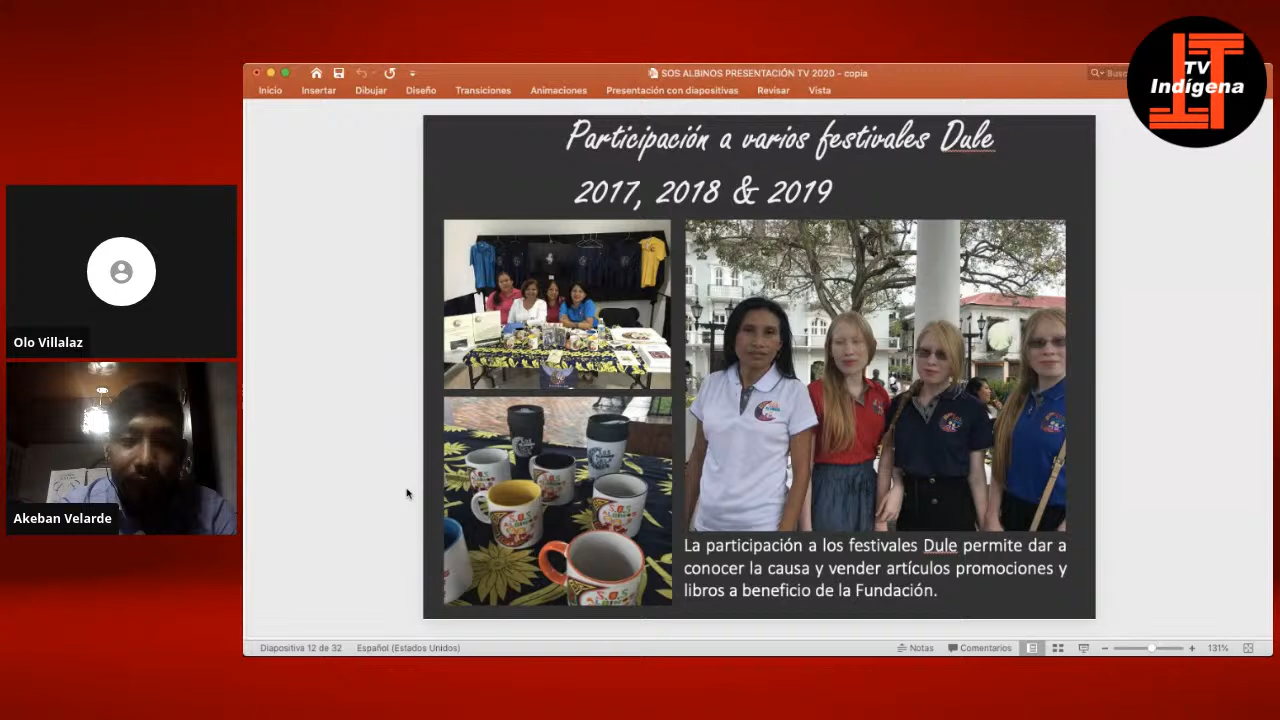 TV
Indígena
SOS ALBINOS PRESENTACIÓN TV 2020 - copia
Inicio Insertar Dibujar Diseño Transiciones Animaciones Presentación con diapositivas Revisar Vista
Participación a varios festivales Dule
2017, 2018 & 2019
Olo Villalaz
Akeban Velarde
S.O.S
ALBINOS
La participación a los festivales Dule permite dar a
conocer la causa y vender artículos promociones y
libros a beneficio de la Fundación.
Diapositiva 12 de 32 Español (Estados Unidos) Notas Comentarios 131%